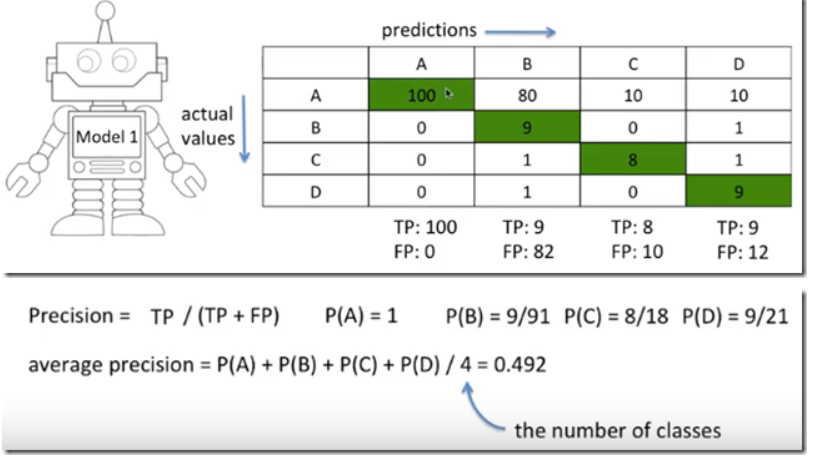 predictions
A B C D
actual values
Model 1
A 100 80 10 10
B 0 9 0 1
C 0 1 8 1
D 0 1 0 9
TP: 100 TP: 9 TP: 8 TP: 9
FP: 0 FP: 82 FP: 10 FP: 12
Precision = TP / (TP + FP) P(A) = 1 P(B) = 9/91 P(C) = 8/18 P(D) = 9/21
average precision = P(A) + P(B) + P(C) + P(D) / 4 = 0.492
the number of classes